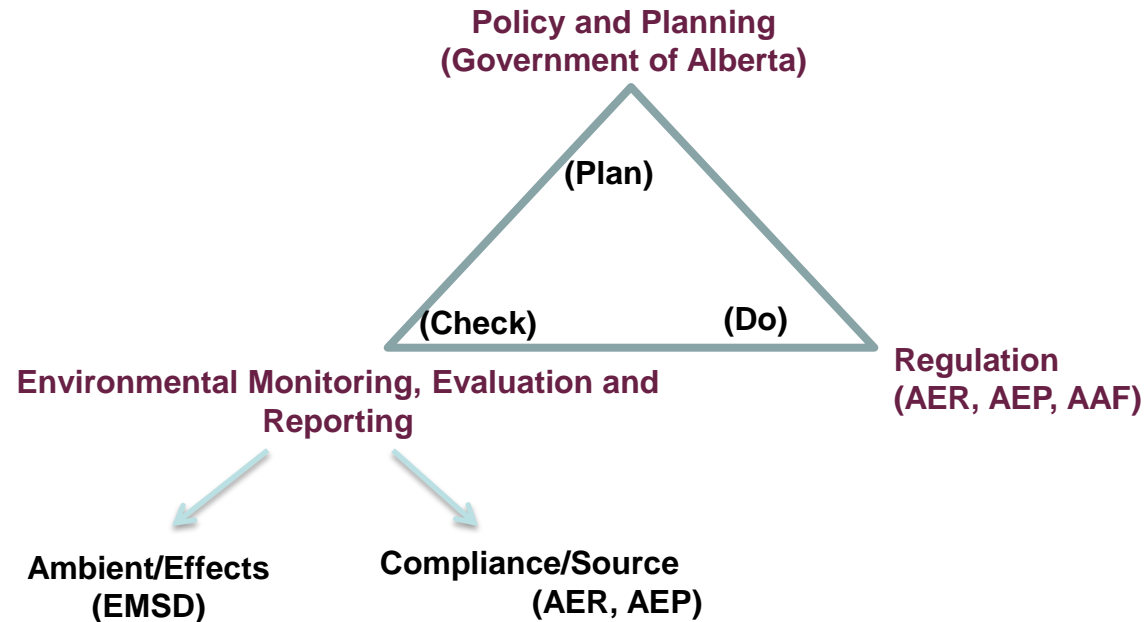 Policy and Planning
(Government of Alberta)
(Plan)
(Check)
(Do)
Regulation
(AER, AEP, AAF)
Environmental Monitoring, Evaluation and
Reporting
Ambient/Effects
(EMSD)
Compliance/Source
(AER, AEP)